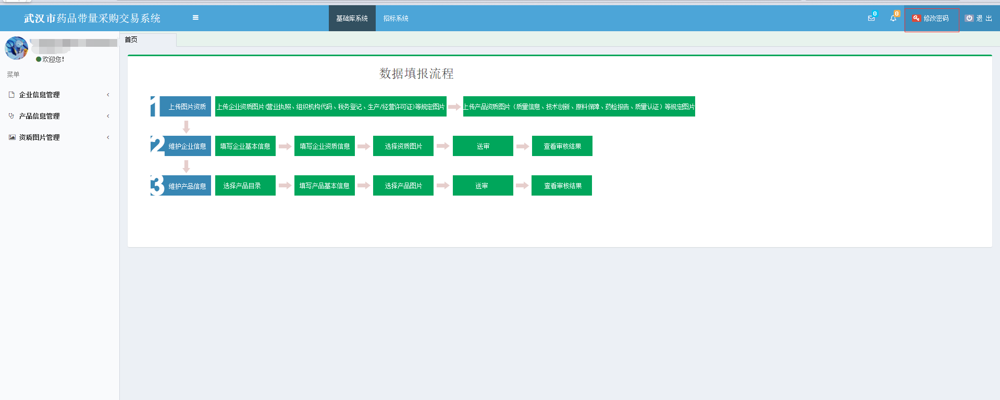 武汉市药品带量采购交易系统
基础库系统
招标系统
0
0
修改密码
退 出
欢迎您！
首页
菜单
企业信息管理
产品信息管理
资质图片管理
数据填报流程
1 上传图片资质
上传企业资质图片(营业执照、组织机构代码、税务登记、生产/经营许可证)等规定图片
上传产品资质图片（质量信息、技术创新、原料保障、药检报告、质量认证）等规定图片
2 维护企业信息
填写企业基本信息
填写企业资质信息
选择资质图片
送审
查看审核结果
3 维护产品信息
选择产品目录
填写产品基本信息
选择产品图片
送审
查看审核结果